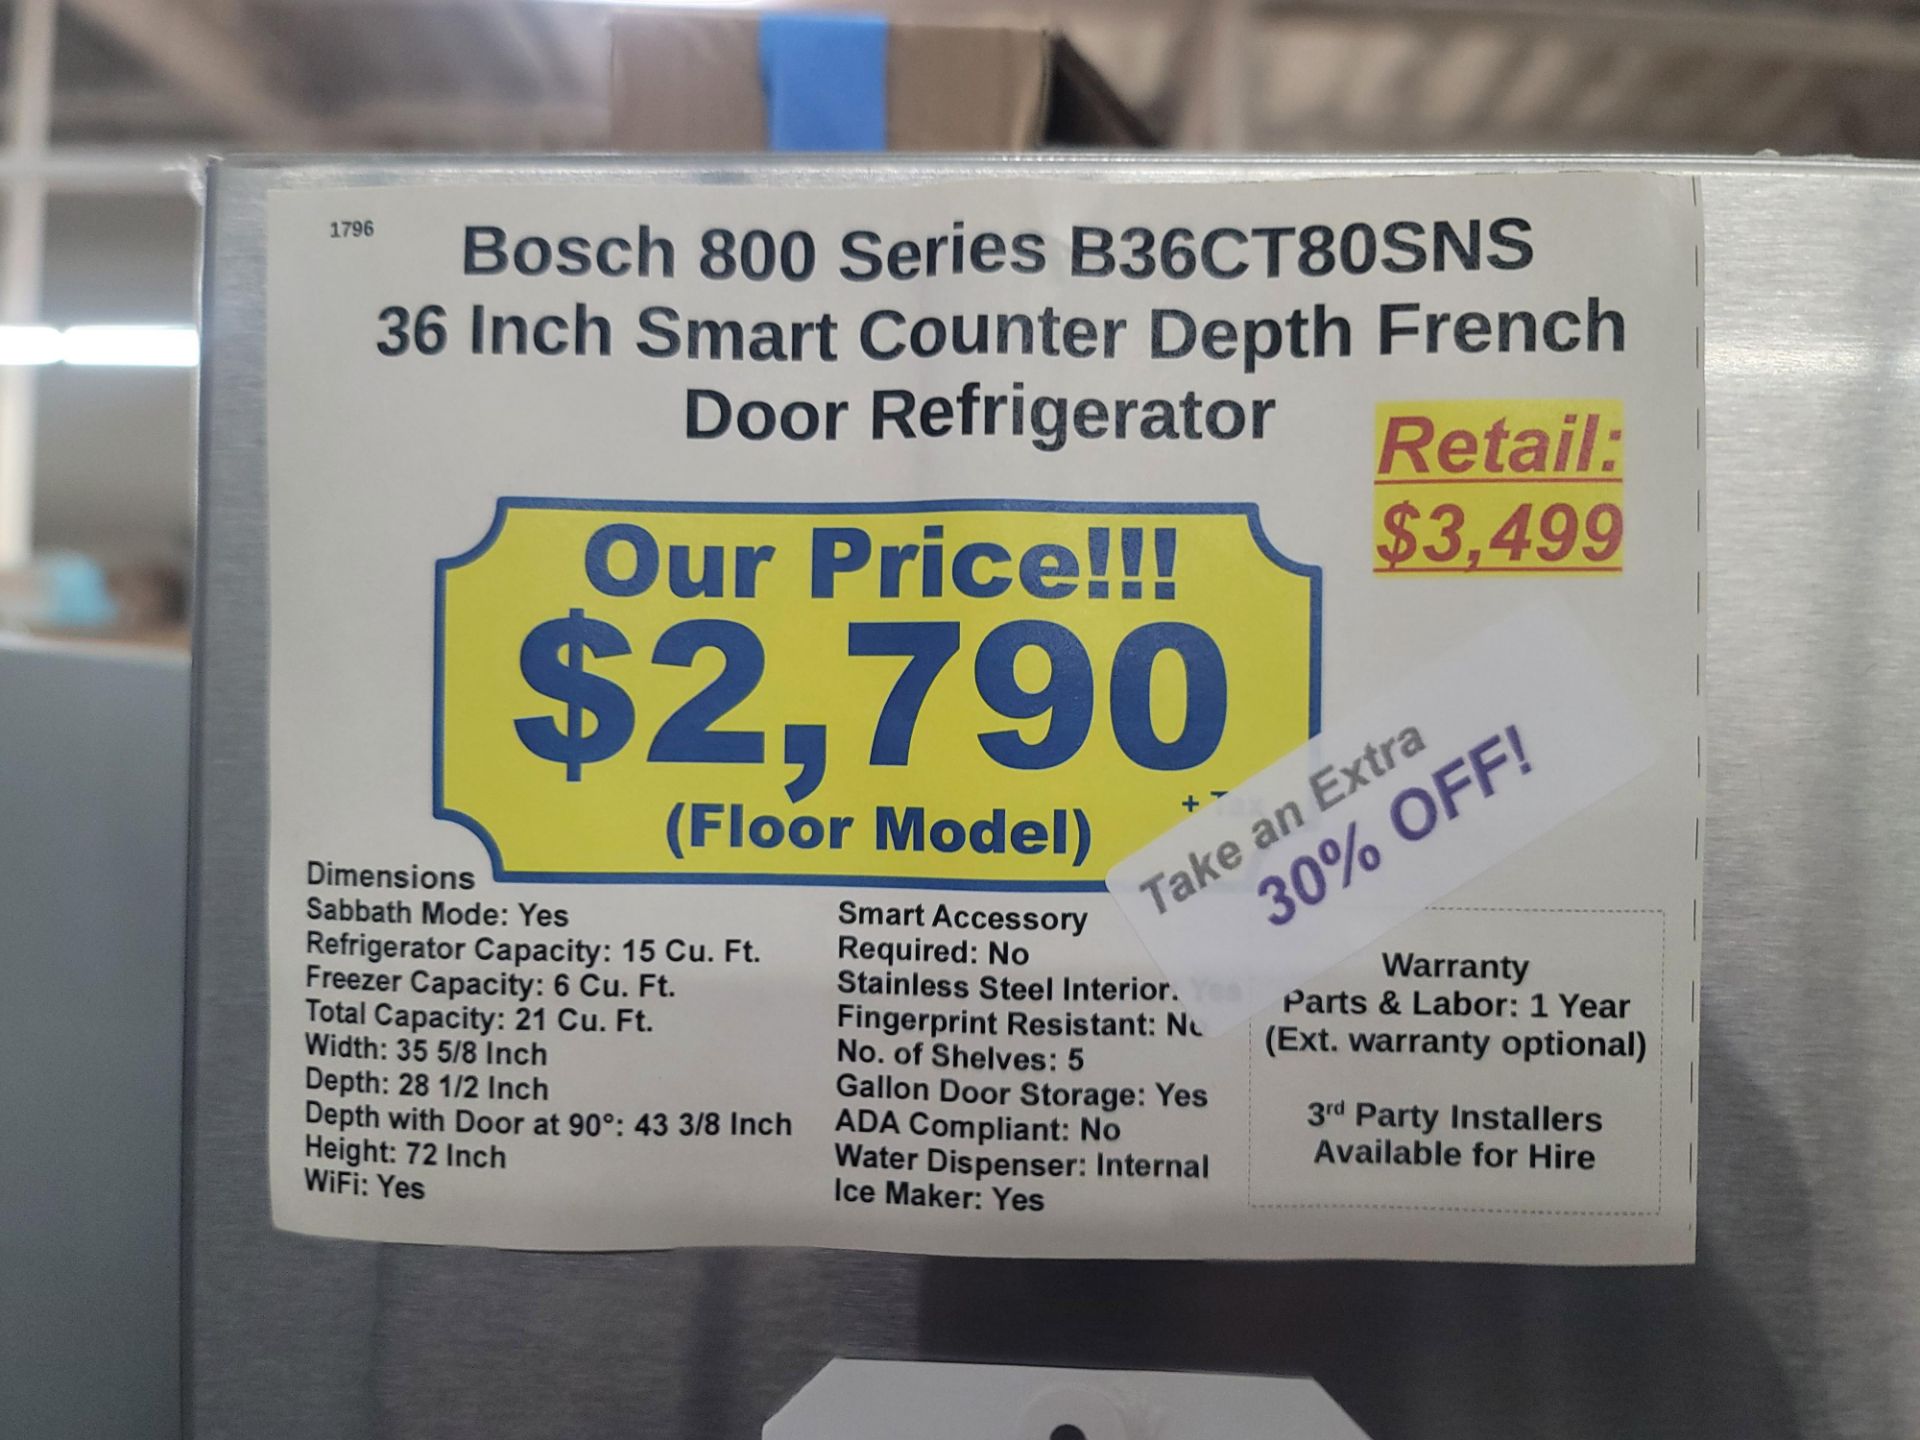 1796
Bosch 800 Series B36CT80SNS
36 Inch Smart Counter Depth French
Door Refrigerator
Retail:
$3,499
Our Price!!!
$2,790
(Floor Model)
+ Tax
Take an Extra
30% OFF!
Dimensions
Sabbath Mode: Yes
Refrigerator Capacity: 15 Cu. Ft.
Freezer Capacity: 6 Cu. Ft.
Total Capacity: 21 Cu. Ft.
Width: 35 5/8 Inch
Depth: 28 1/2 Inch
Depth with Door at 90°: 43 3/8 Inch
Height: 72 Inch
WiFi: Yes
Smart Accessory
Required: No
Stainless Steel Interior: Yes
Fingerprint Resistant: No
No. of Shelves: 5
Gallon Door Storage: Yes
ADA Compliant: No
Water Dispenser: Internal
Ice Maker: Yes
Warranty
Parts & Labor: 1 Year
(Ext. warranty optional)
3rd Party Installers
Available for Hire